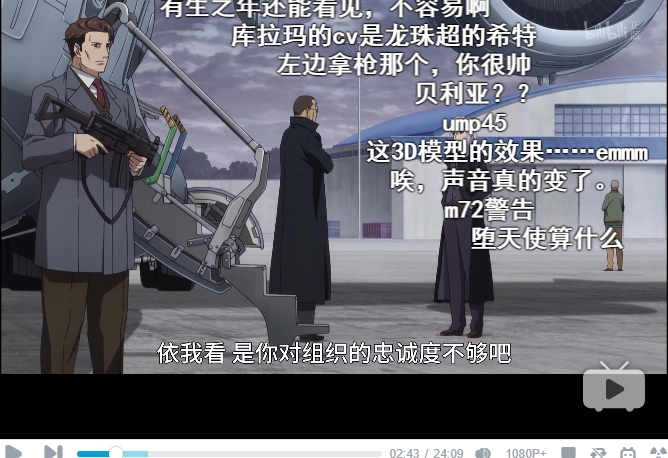 有生之年还能看见，不容易啊
库拉玛的cv是龙珠超的希特
bilibili 正版
左边拿枪那个，你很帅
贝利亚？？
ump45
这3D模型的效果……emmm
唉，声音真的变了。
m72警告
堕天使算什么
依我看 是你对组织的忠诚度不够吧
02:43 / 24:09 1080P+